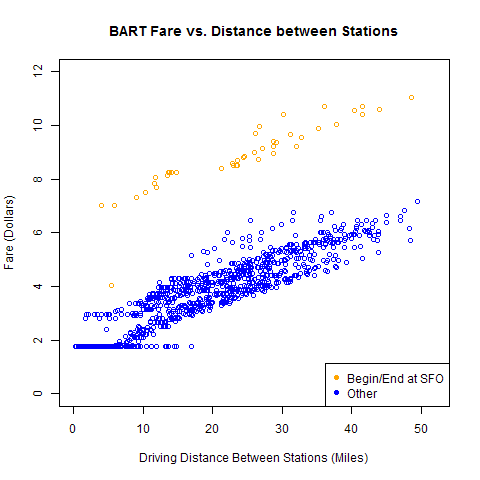 BART Fare vs. Distance between Stations
Fare (Dollars)
12
10
8
6
4
2
0
Begin/End at SFO
Other
0 10 20 30 40 50
Driving Distance Between Stations (Miles)